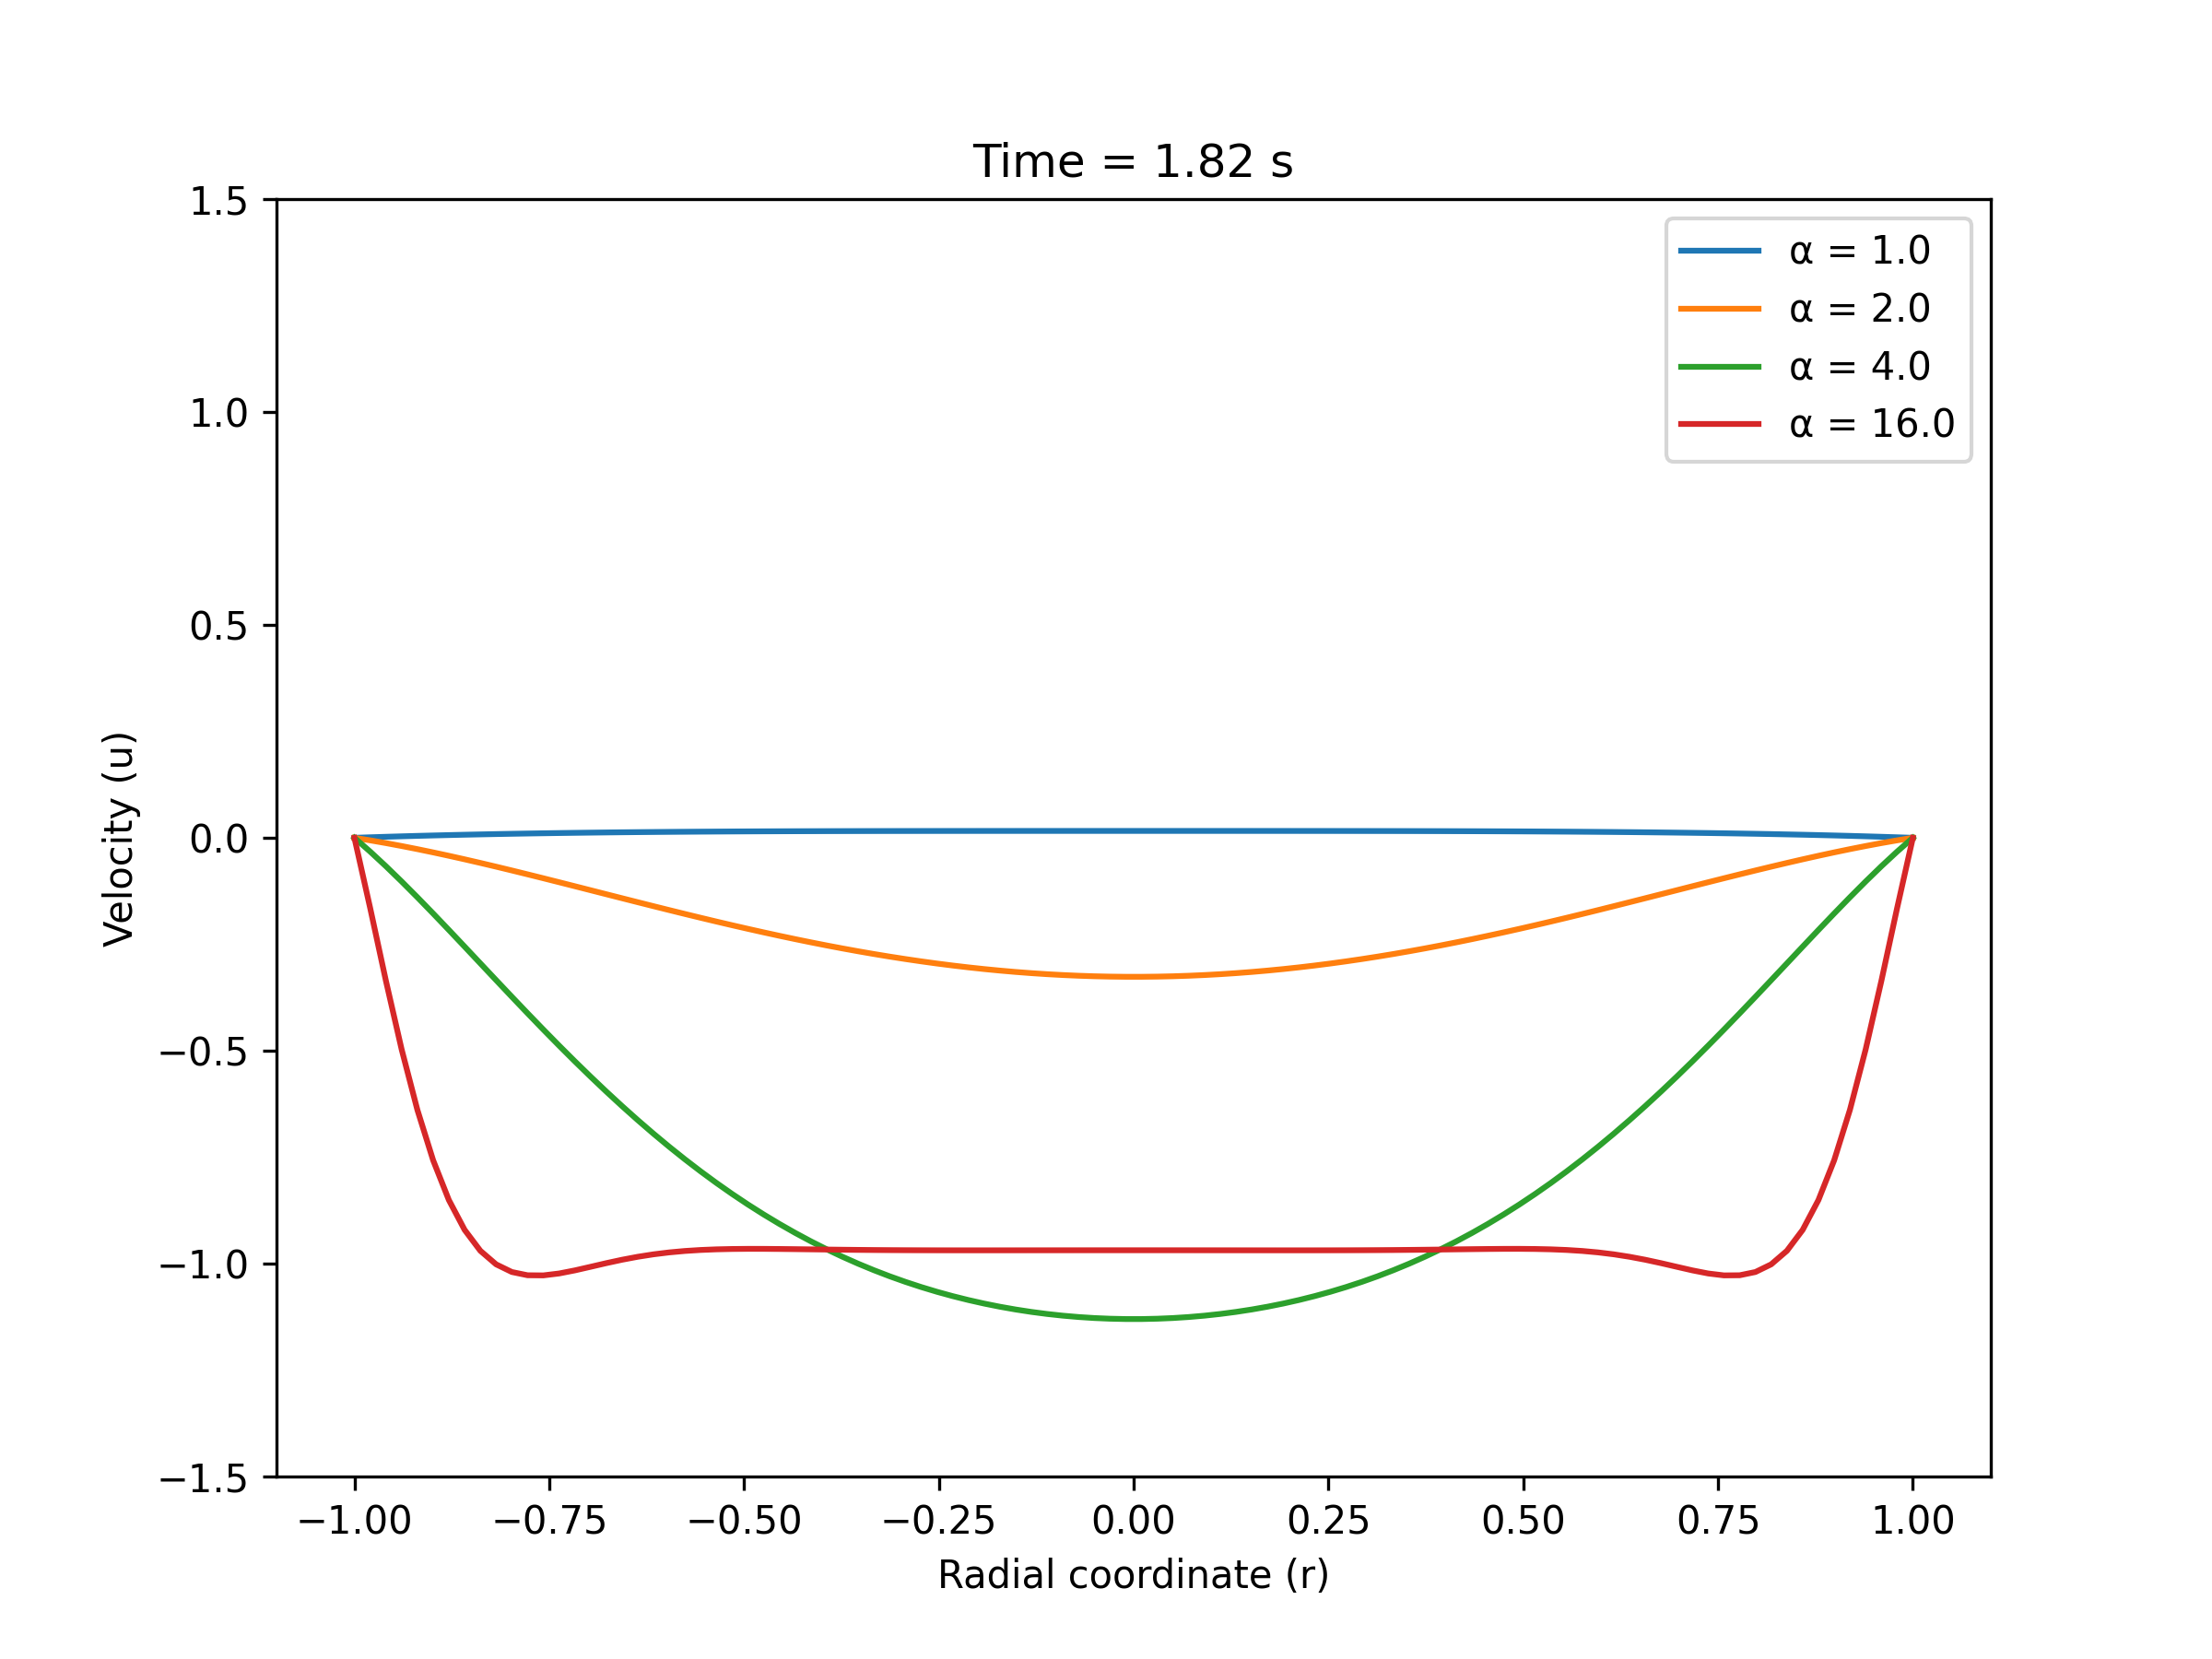 Time = 1.82 s
1.5
1.0
0.5
0.0
−0.5
−1.0
−1.5
Velocity (u)
α = 1.0
α = 2.0
α = 4.0
α = 16.0
−1.00 −0.75 −0.50 −0.25 0.00 0.25 0.50 0.75 1.00
Radial coordinate (r)